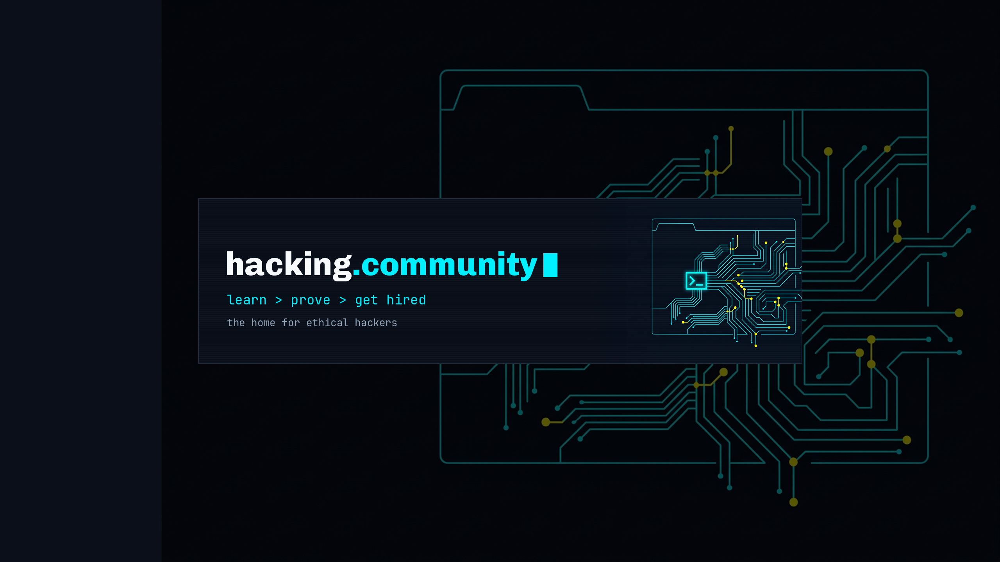 hacking.community
learn > prove > get hired
the home for ethical hackers
>_